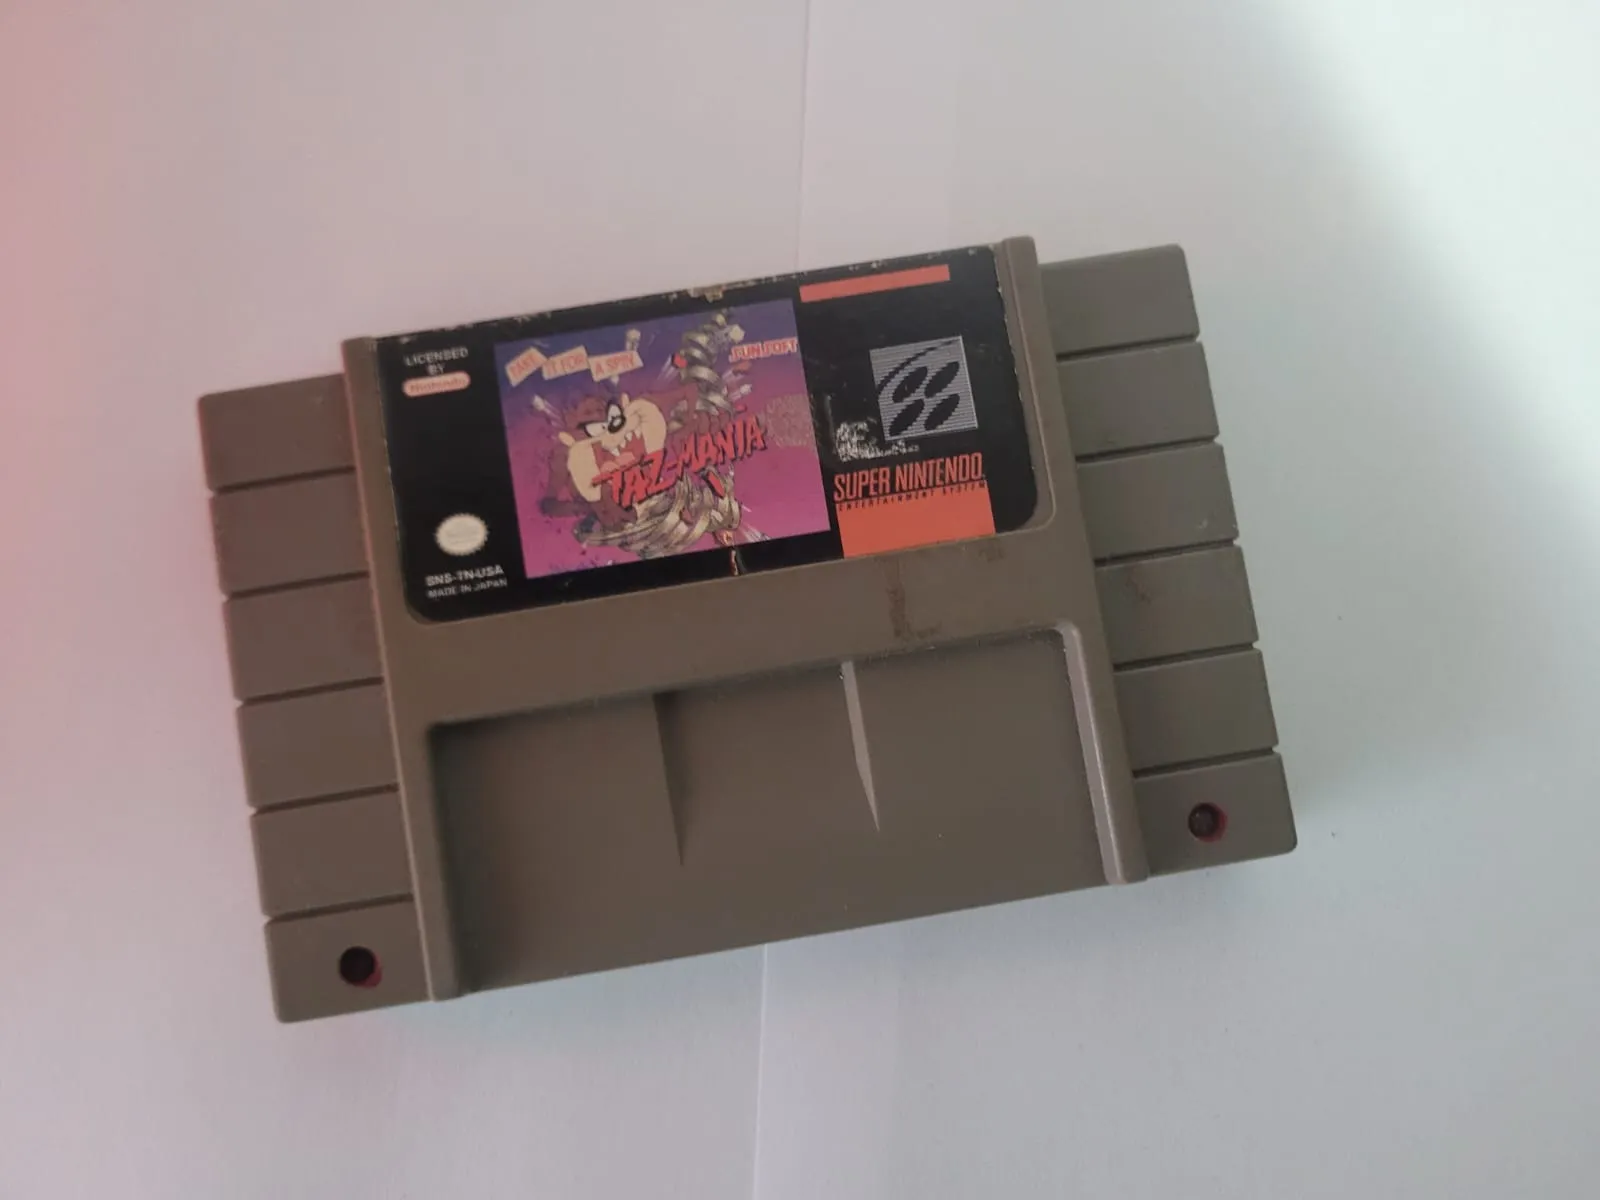 LICENSED
BY
Nintendo
TAKE IT FOR A SPIN
SUNSOFT
TAZ-MANIA
SUPER NINTENDO
ENTERTAINMENT SYSTEM
SNS-TN-USA
MADE IN JAPAN